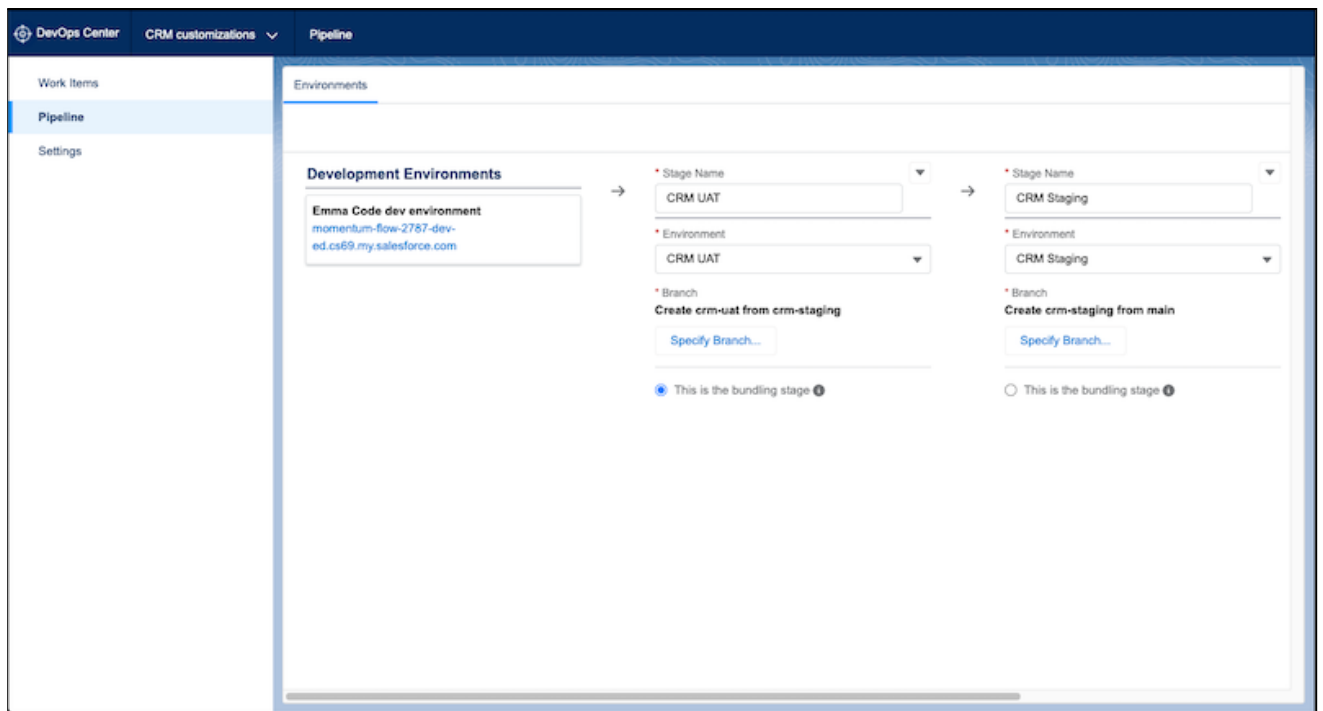 DevOps Center
CRM customizations
Pipeline
Work Items
Pipeline
Settings
Environments
Development Environments
Emma Code dev environment
momentum-flow-2787-dev-
ed.cs69.my.salesforce.com
* Stage Name
CRM UAT
* Environment
CRM UAT
* Branch
Create crm-uat from crm-staging
Specify Branch...
This is the bundling stage
* Stage Name
CRM Staging
* Environment
CRM Staging
* Branch
Create crm-staging from main
Specify Branch...
This is the bundling stage